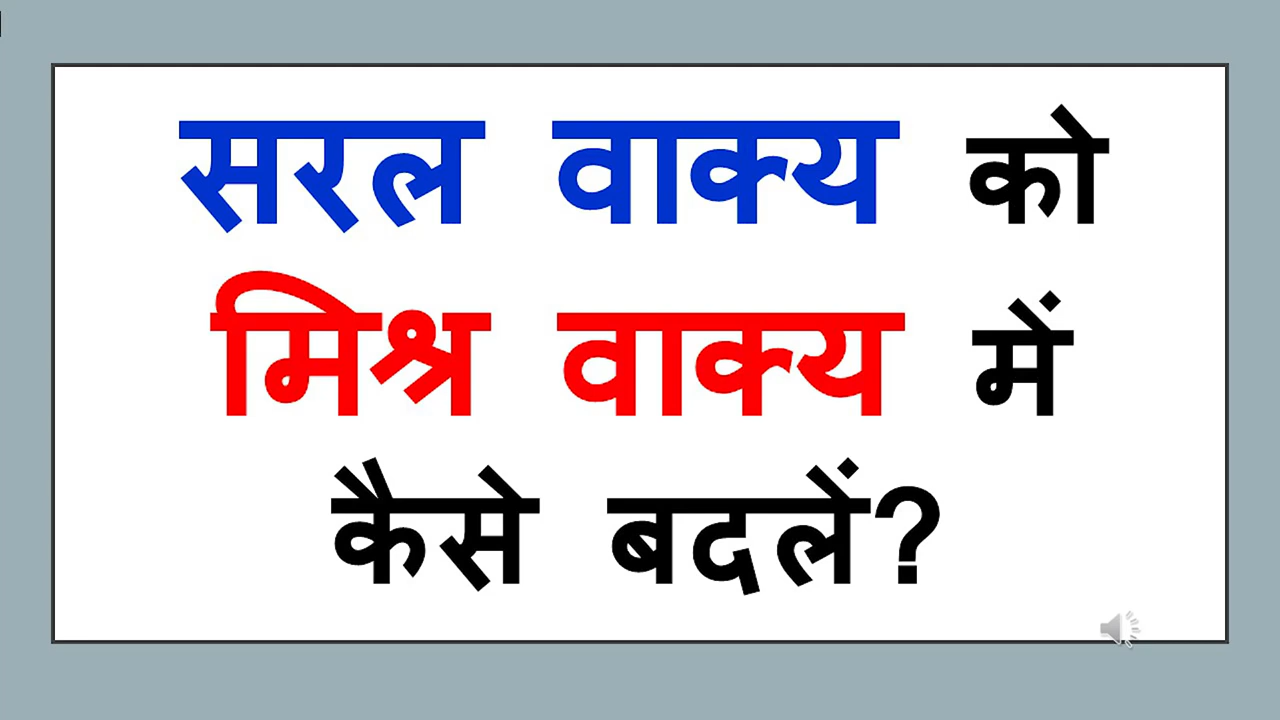 सरल वाक्य को
मिश्र वाक्य में
कैसे बदलें?